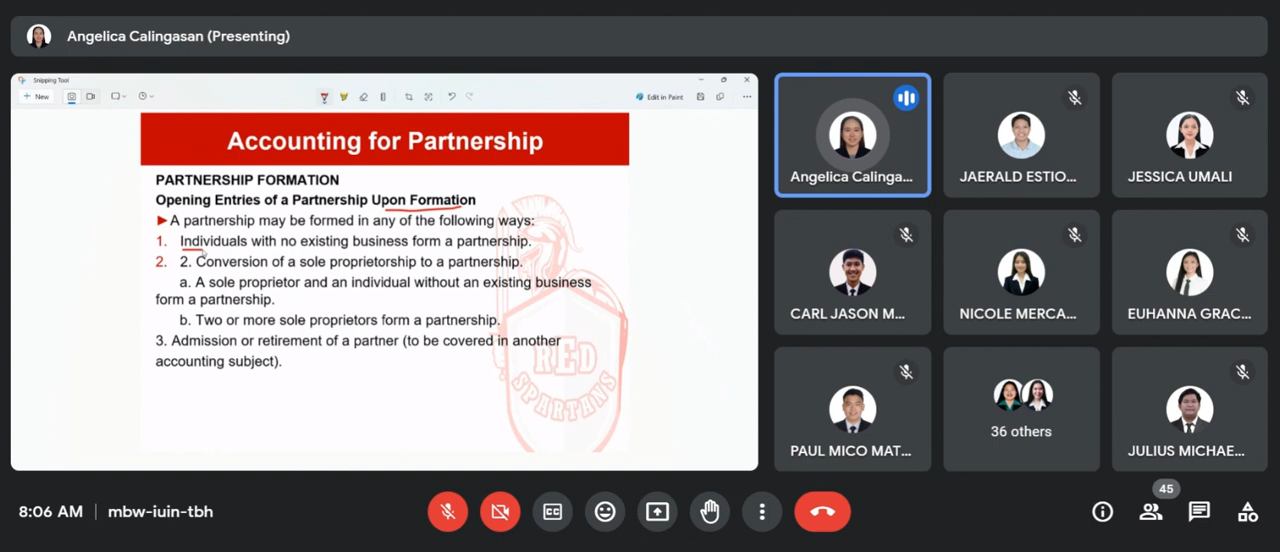 Angelica Calingasan (Presenting)
Snipping Tool
New
Edit in Paint
Accounting for Partnership
PARTNERSHIP FORMATION
Opening Entries of a Partnership Upon Formation
►A partnership may be formed in any of the following ways:
1. Individuals with no existing business form a partnership.
2. 2. Conversion of a sole proprietorship to a partnership.
a. A sole proprietor and an individual without an existing business
form a partnership.
b. Two or more sole proprietors form a partnership.
3. Admission or retirement of a partner (to be covered in another
accounting subject).
RED
SPARTANS
Angelica Calinga...
JAERALD ESTIO...
JESSICA UMALI
CARL JASON M...
NICOLE MERCA...
EUHANNA GRAC...
PAUL MICO MAT...
36 others
JULIUS MICHAE...
8:06 AM | mbw-iuin-tbh
CC
45